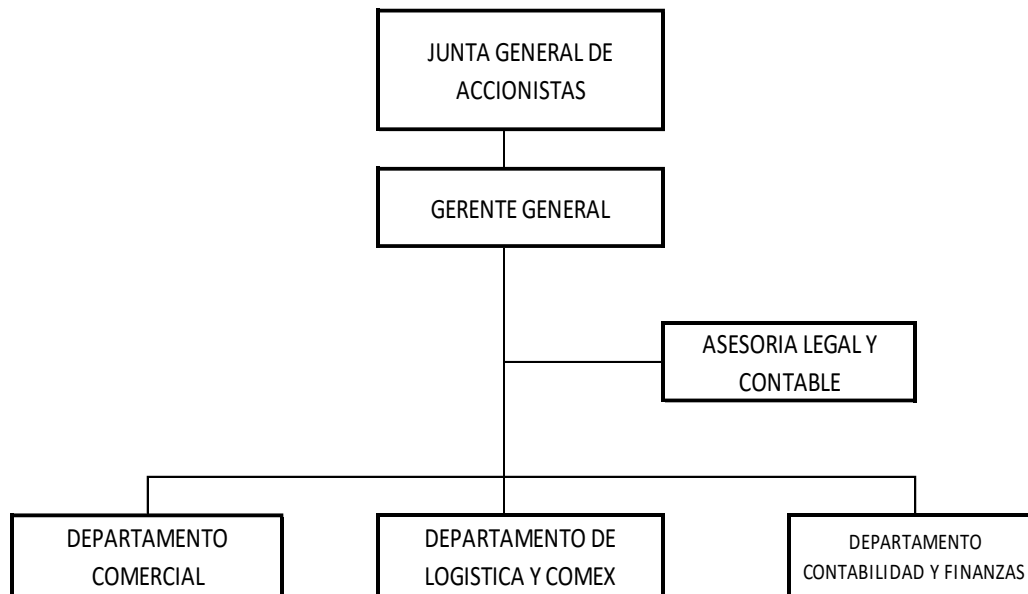 JUNTA GENERAL DE
ACCIONISTAS
GERENTE GENERAL
ASESORIA LEGAL Y
CONTABLE
DEPARTAMENTO
COMERCIAL
DEPARTAMENTO DE
LOGISTICA Y COMEX
DEPARTAMENTO
CONTABILIDAD Y FINANZAS